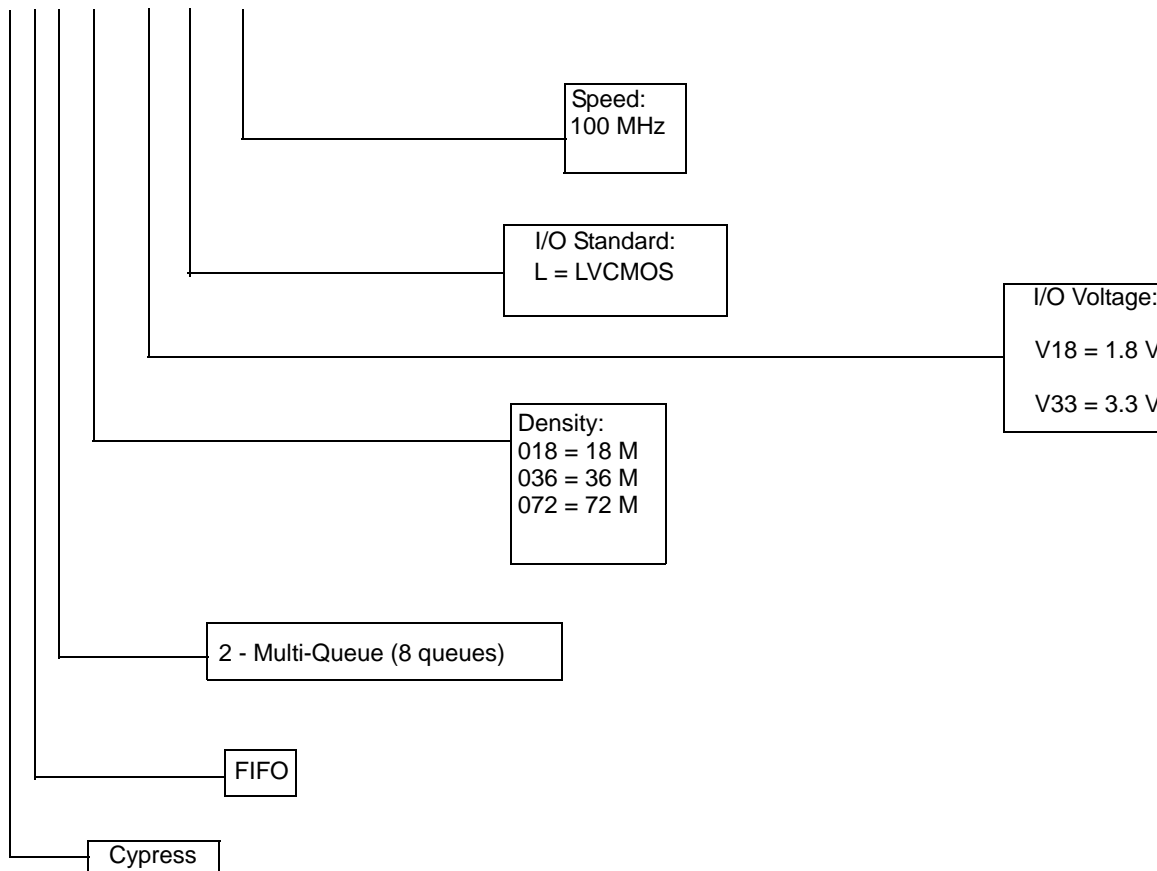 Speed:
100 MHz
I/O Standard:
L = LVCMOS
I/O Voltage:
V18 = 1.8 V
V33 = 3.3 V
Density:
018 = 18 M
036 = 36 M
072 = 72 M
2 - Multi-Queue (8 queues)
FIFO
Cypress